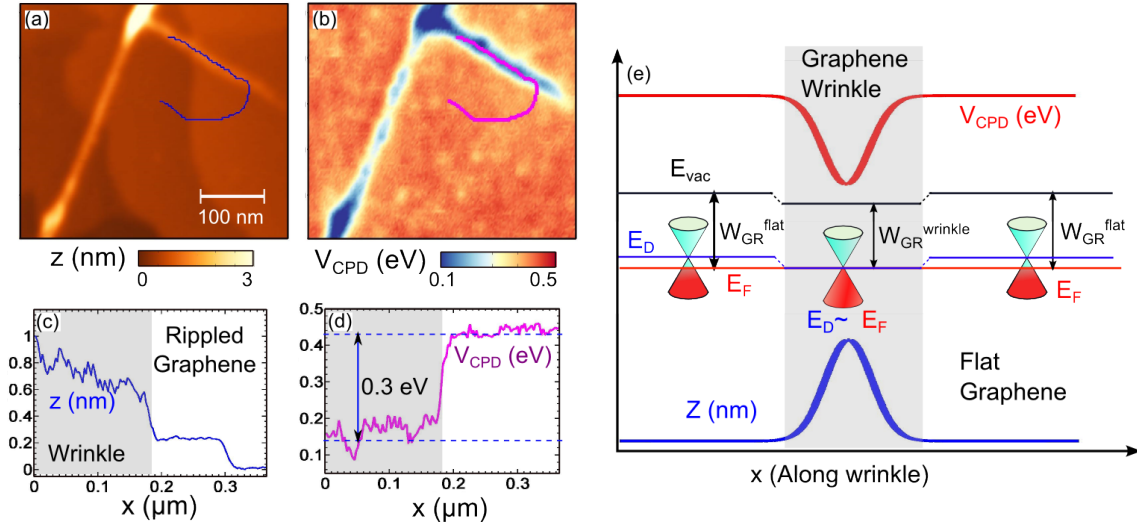 (a)
100 nm
z (nm)
0
3
(b)
V_CPD (eV)
0.1
0.5
(c)
Rippled
Graphene
z (nm)
Wrinkle
1
0.8
0.6
0.4
0.2
0
0
0.1
0.2
0.3
x (µm)
(d)
V_CPD (eV)
0.3 eV
0.5
0.4
0.3
0.2
0.1
0
0.1
0.2
0.3
x (µm)
(e)
Graphene
Wrinkle
V_CPD (eV)
E_vac
W_GR^flat
W_GR^wrinkle
W_GR^flat
E_D
E_F
E_D~ E_F
E_F
Z (nm)
Flat
Graphene
x (Along wrinkle)